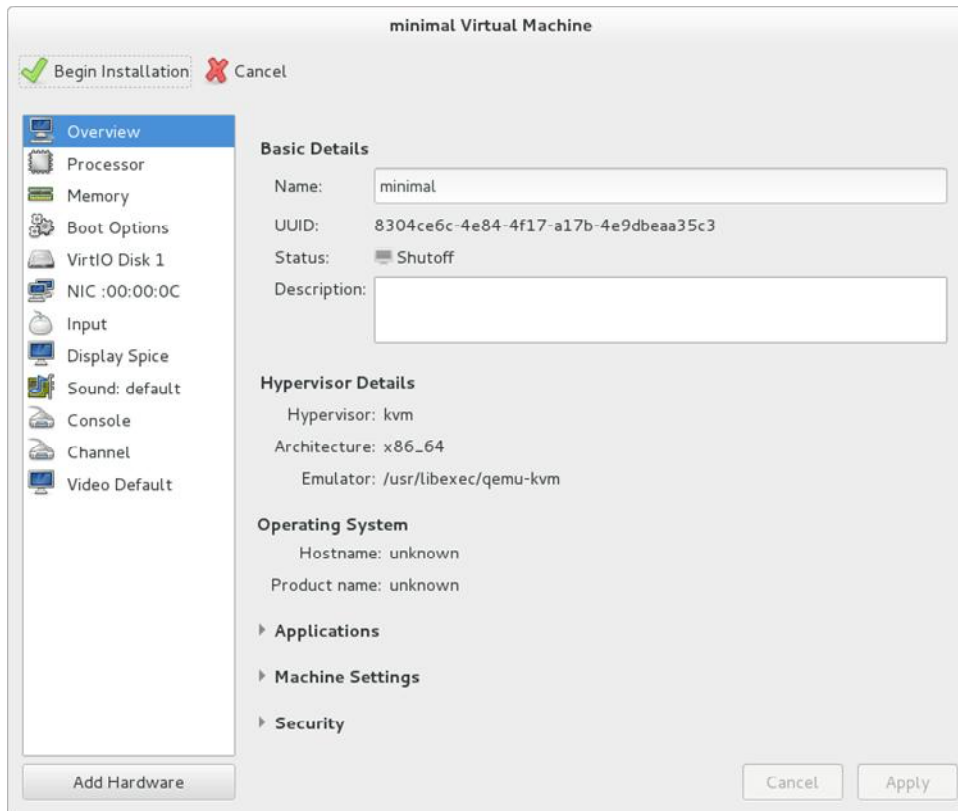 minimal Virtual Machine
Begin Installation
Cancel
Overview
Processor
Memory
Boot Options
VirtIO Disk 1
NIC :00:00:0C
Input
Display Spice
Sound: default
Console
Channel
Video Default
Add Hardware
Basic Details
Name: minimal
UUID: 8304ce6c-4e84-4f17-a17b-4e9dbeaa35c3
Status: Shutoff
Description:
Hypervisor Details
Hypervisor: kvm
Architecture: x86_64
Emulator: /usr/libexec/qemu-kvm
Operating System
Hostname: unknown
Product name: unknown
Applications
Machine Settings
Security
Cancel
Apply